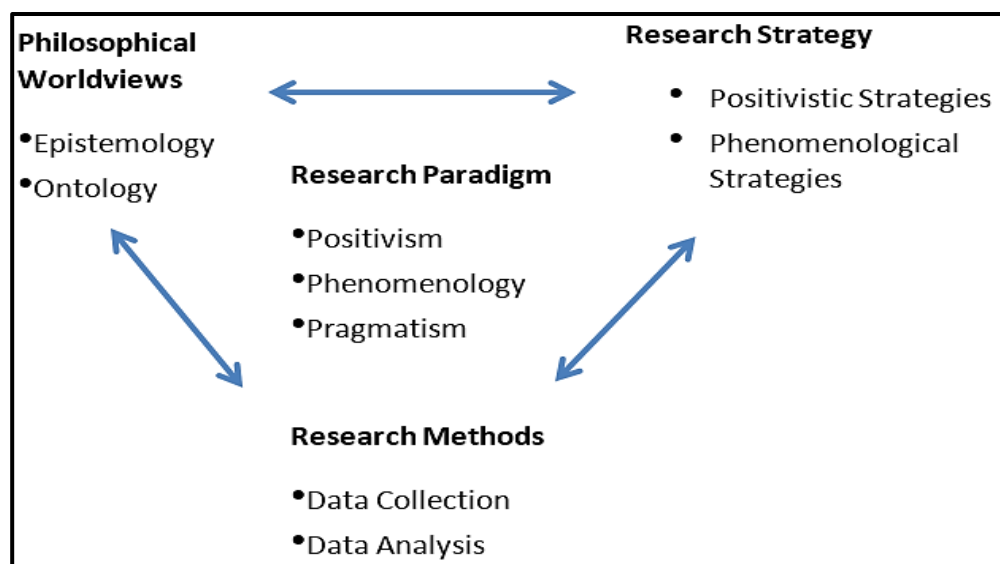 Philosophical
Worldviews
•Epistemology
•Ontology
Research Strategy
• Positivistic Strategies
• Phenomenological
Strategies
Research Paradigm
•Positivism
•Phenomenology
•Pragmatism
Research Methods
•Data Collection
•Data Analysis